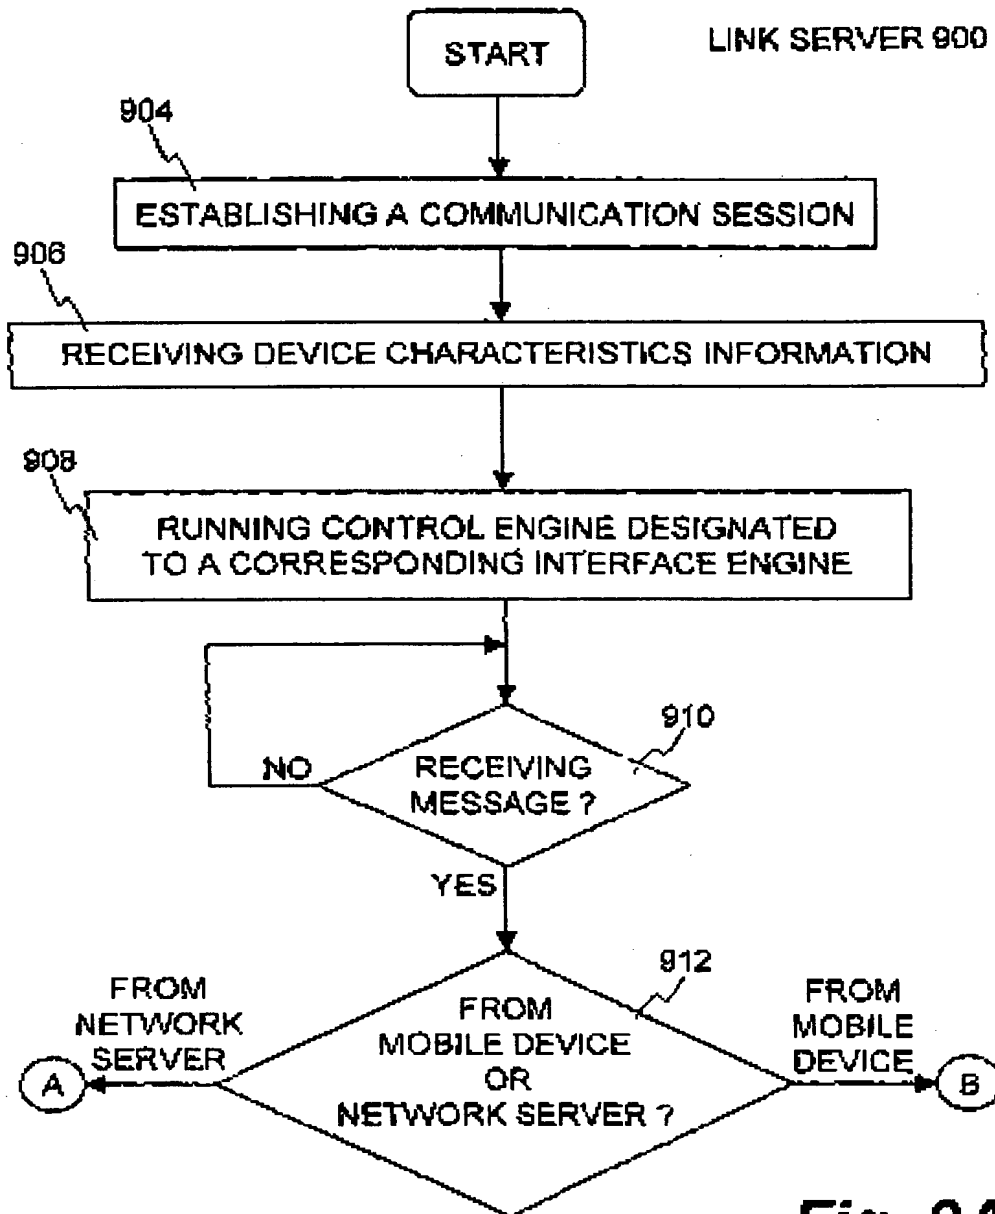 START
LINK SERVER 900
904
ESTABLISHING A COMMUNICATION SESSION
906
RECEIVING DEVICE CHARACTERISTICS INFORMATION
908
RUNNING CONTROL ENGINE DESIGNATED
TO A CORRESPONDING INTERFACE ENGINE
910
NO
RECEIVING
MESSAGE ?
YES
912
FROM
NETWORK
SERVER
FROM
MOBILE DEVICE
OR
NETWORK SERVER ?
FROM
MOBILE
DEVICE
A
B
Fig. 9A